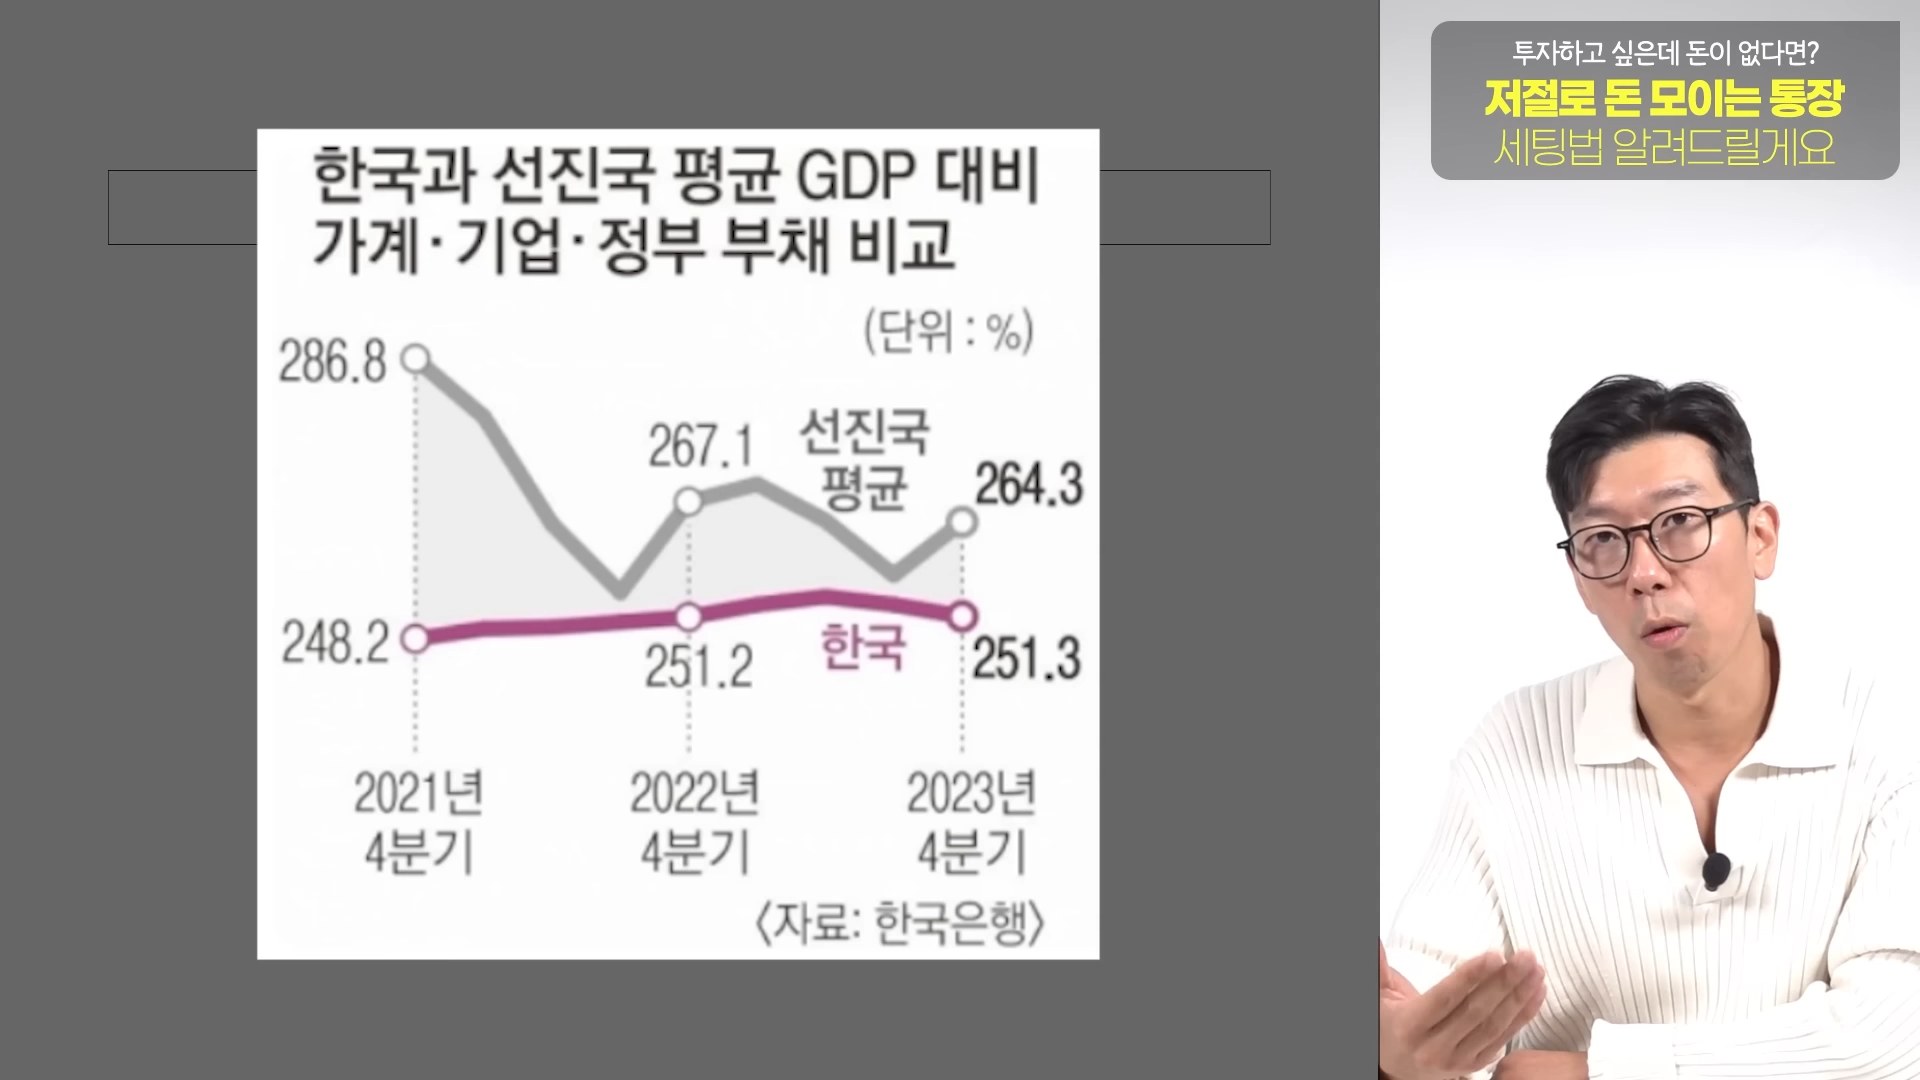 한국과 선진국 평균 GDP 대비
가계·기업·정부 부채 비교
(단위 : %)
286.8
267.1
선진국
평균
264.3
248.2
251.2
한국
251.3
2021년
4분기
2022년
4분기
2023년
4분기
〈자료: 한국은행〉
투자하고 싶은데 돈이 없다면?
저절로 돈 모이는 통장
세팅법 알려드릴게요